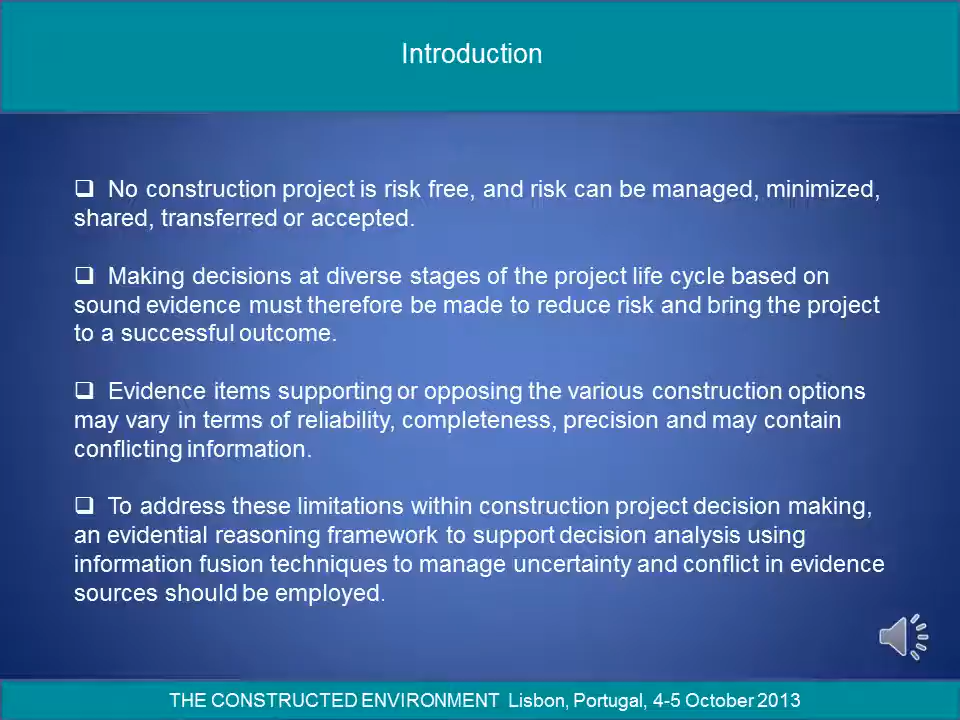 Introduction
❑ No construction project is risk free, and risk can be managed, minimized,
shared, transferred or accepted.
❑ Making decisions at diverse stages of the project life cycle based on
sound evidence must therefore be made to reduce risk and bring the project
to a successful outcome.
❑ Evidence items supporting or opposing the various construction options
may vary in terms of reliability, completeness, precision and may contain
conflicting information.
❑ To address these limitations within construction project decision making,
an evidential reasoning framework to support decision analysis using
information fusion techniques to manage uncertainty and conflict in evidence
sources should be employed.
THE CONSTRUCTED ENVIRONMENT Lisbon, Portugal, 4-5 October 2013